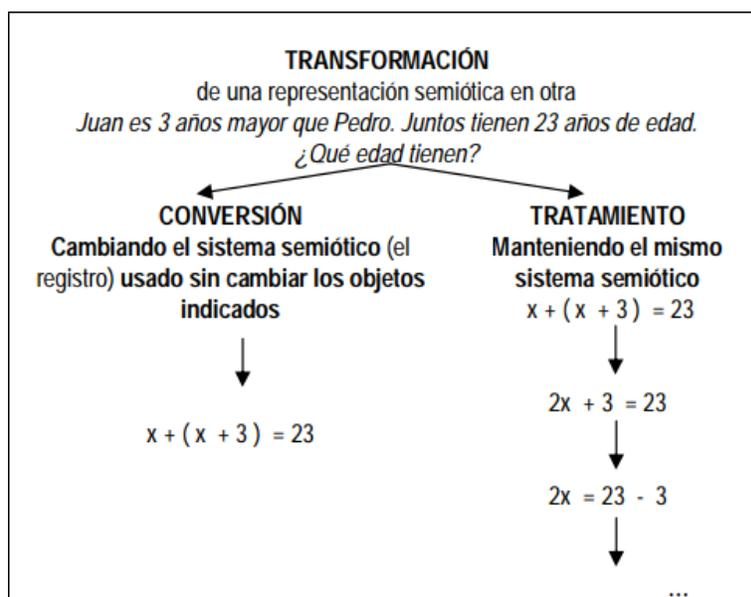 TRANSFORMACIÓN
de una representación semiótica en otra
Juan es 3 años mayor que Pedro. Juntos tienen 23 años de edad.
¿Qué edad tienen?
CONVERSIÓN
Cambiando el sistema semiótico (el
registro) usado sin cambiar los objetos
indicados
x + ( x + 3 ) = 23
TRATAMIENTO
Manteniendo el mismo
sistema semiótico
x + ( x + 3 ) = 23
2x + 3 = 23
2x = 23 - 3
...